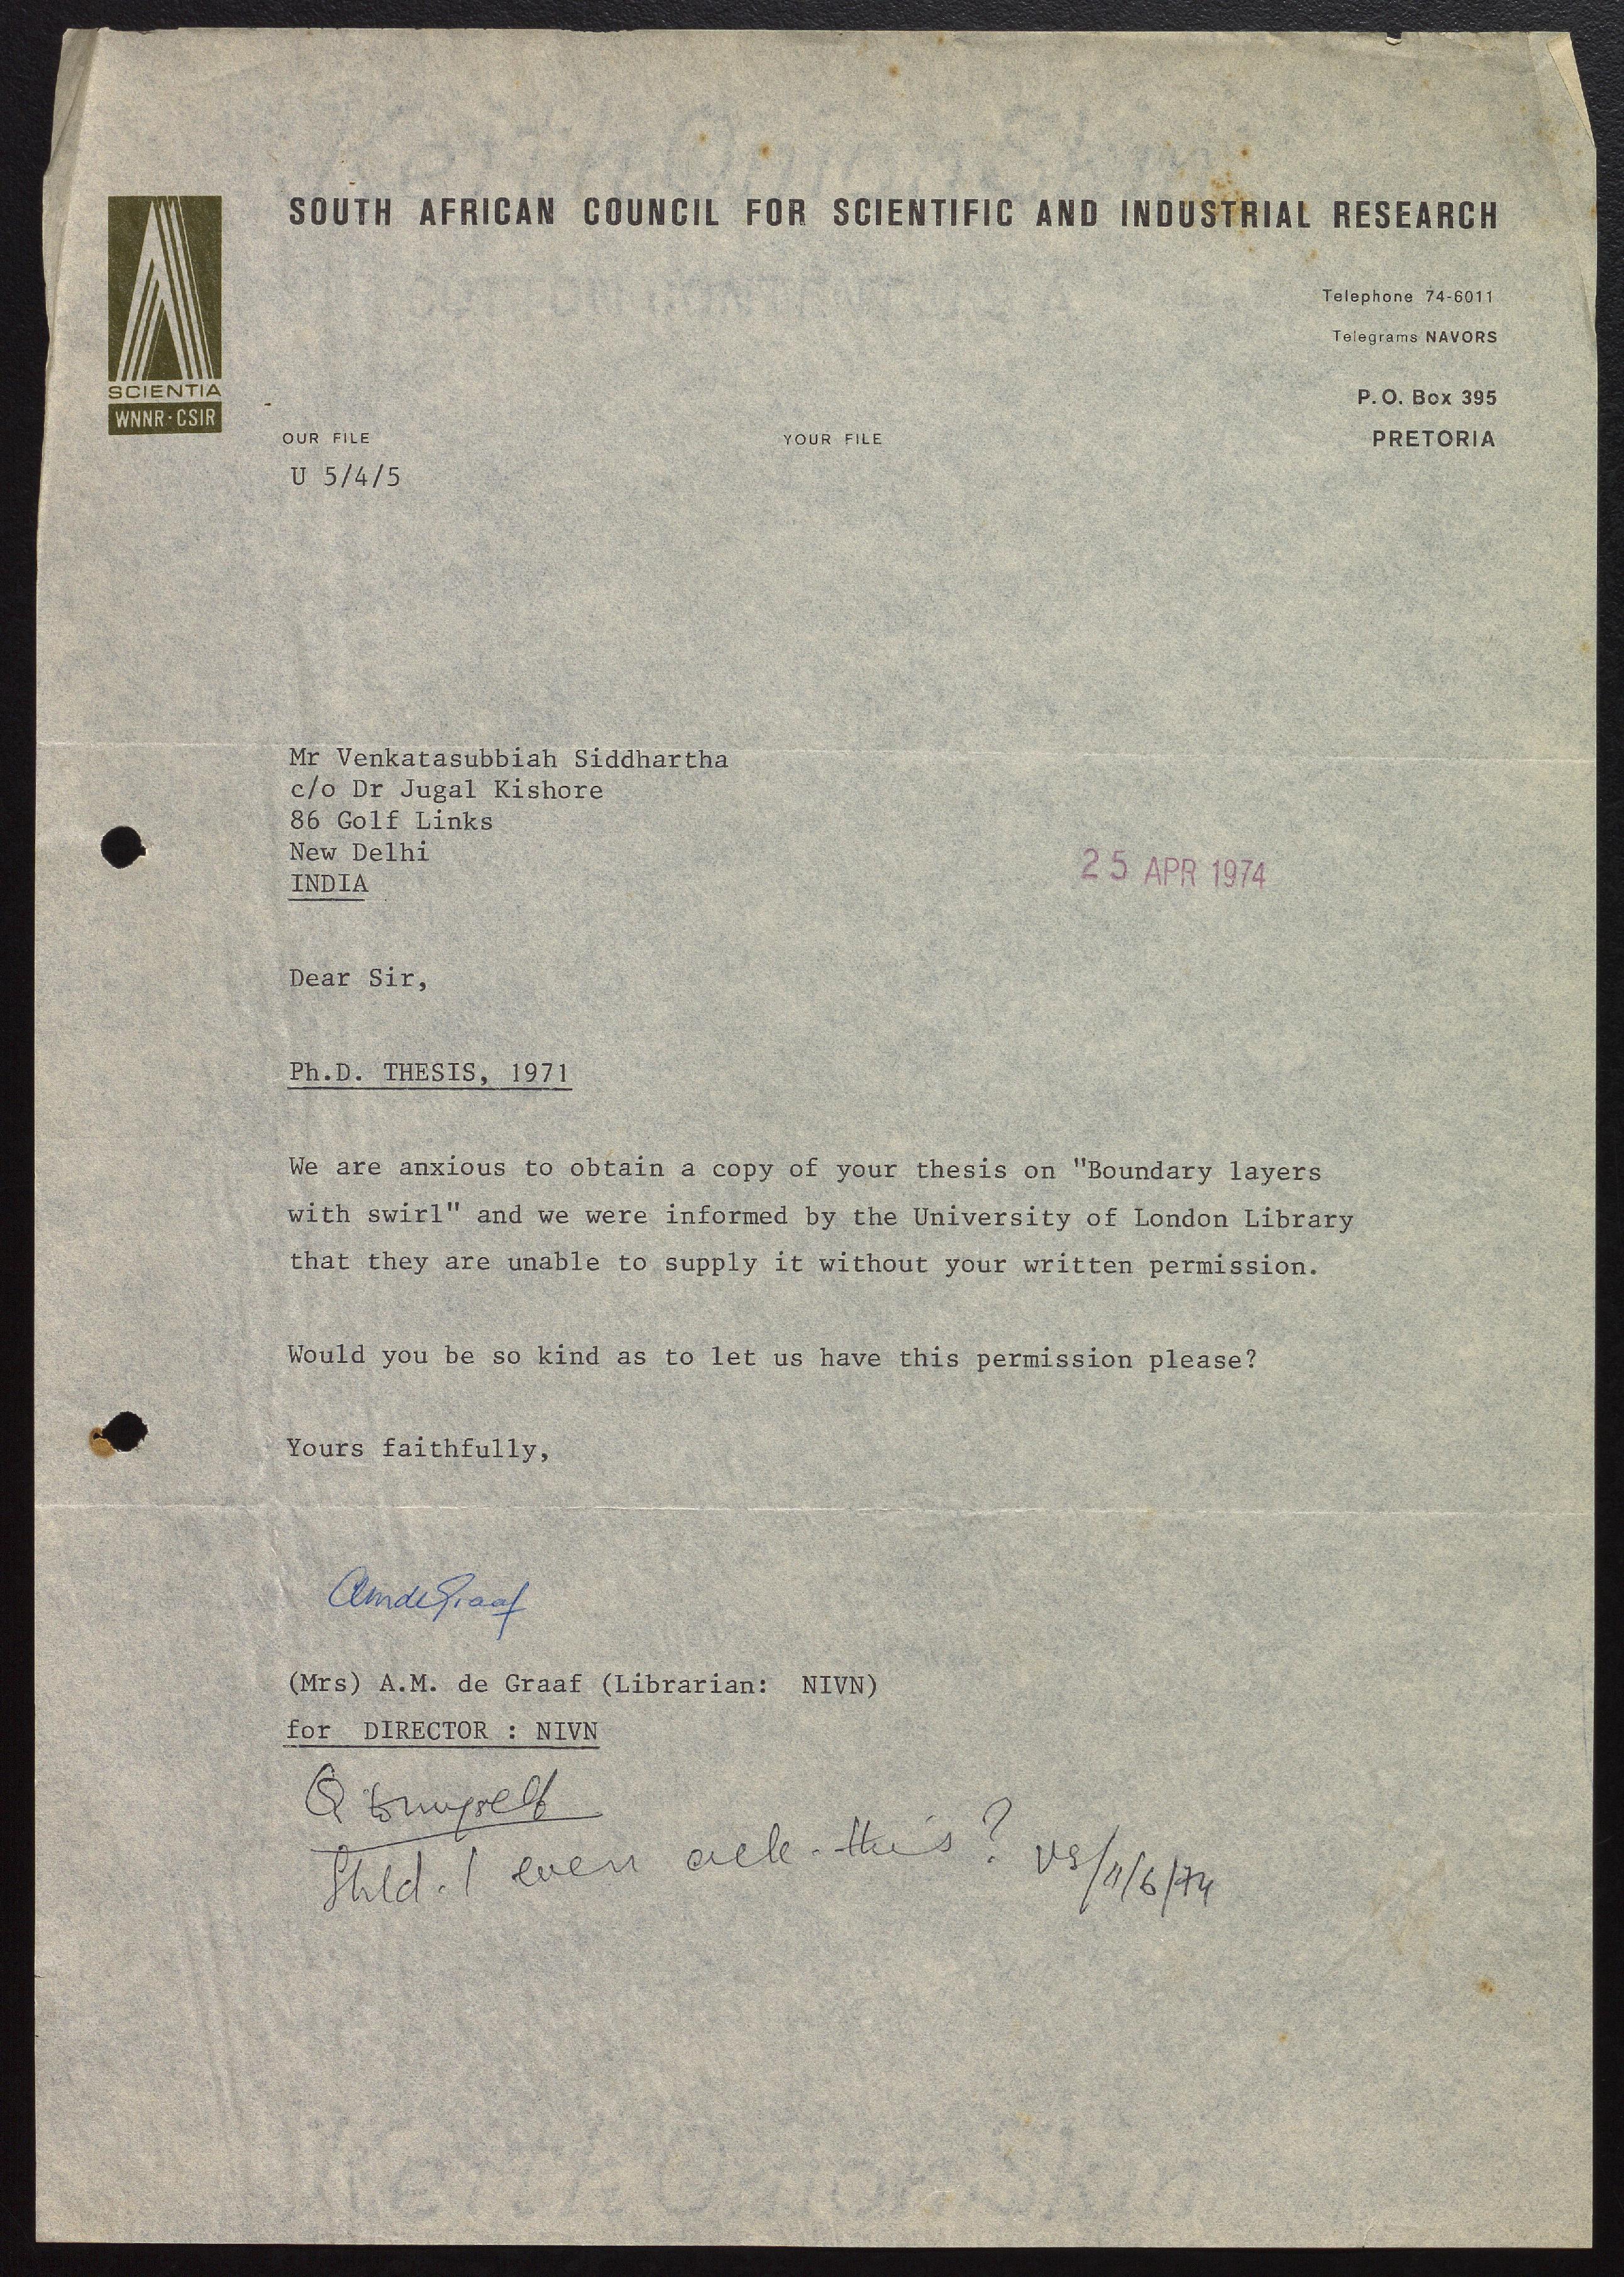 SOUTH AFRICAN COUNCIL FOR SCIENTIFIC AND INDUSTRIAL RESEARCH
Telephone 74-6011
Telegrams NAVORS
SCIENTIA
WNNR·CSIR
P.O. Box 395
OUR FILE YOUR FILE PRETORIA
U 5/4/5
Mr Venkatasubbiah Siddhartha
c/o Dr Jugal Kishore
86 Golf Links
New Delhi
INDIA
25 APR 1974
Dear Sir,
Ph.D. THESIS, 1971
We are anxious to obtain a copy of your thesis on "Boundary layers
with swirl" and we were informed by the University of London Library
that they are unable to supply it without your written permission.
Would you be so kind as to let us have this permission please?
Yours faithfully,
AMdeGraaf
(Mrs) A.M. de Graaf (Librarian: NIVN)
for DIRECTOR : NIVN
Q to myself
Shld. I even ack. this? VS/11/6/74